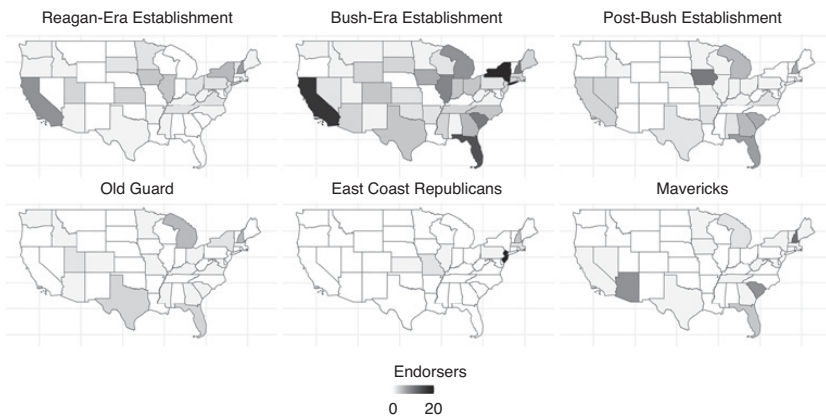 Reagan-Era Establishment
Bush-Era Establishment
Post-Bush Establishment
Old Guard
East Coast Republicans
Mavericks
Endorsers
0 20